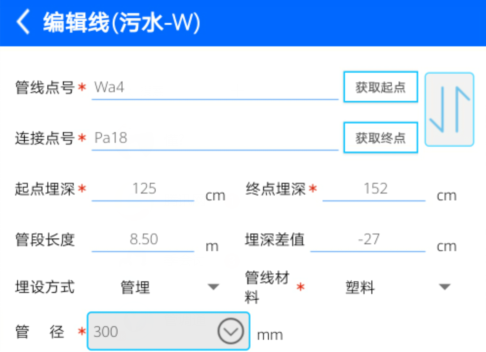 编辑线(污水-W)
管线点号* Wa4 获取起点
连接点号* Pa18 获取终点
起点埋深* 125 cm 终点埋深* 152 cm
管段长度 8.50 m 埋深差值 -27 cm
埋设方式 管埋 管线材料* 塑料
管 径* 300 mm